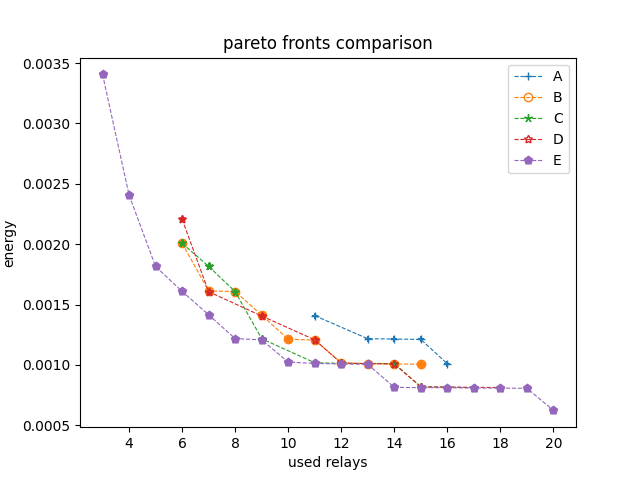 pareto fronts comparison
0.0035
0.0030
0.0025
0.0020
0.0015
0.0010
0.0005
energy
A
B
C
D
E
4 6 8 10 12 14 16 18 20
used relays